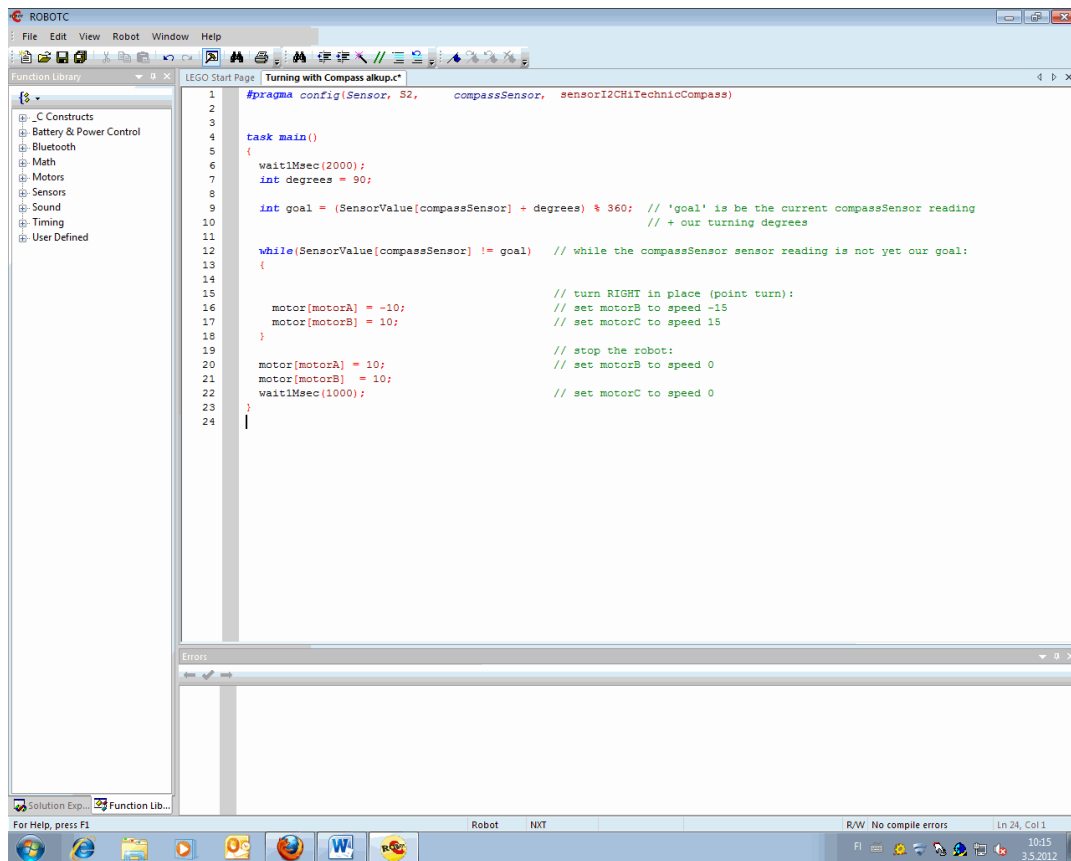 ROBOTC
File Edit View Robot Window Help
Function Library
LEGO Start Page Turning with Compass alkup.c*
_C Constructs
Battery & Power Control
Bluetooth
Math
Motors
Sensors
Sound
Timing
User Defined
1 #pragma config(Sensor, S2, compassSensor, sensorI2CHiTechnicCompass)
2
3
4 task main()
5 {
6 wait1Msec(2000);
7 int degrees = 90;
8
9 int goal = (SensorValue[compassSensor] + degrees) % 360; // 'goal' is be the current compassSensor reading
10 // + our turning degrees
11
12 while(SensorValue[compassSensor] != goal) // while the compassSensor sensor reading is not yet our goal:
13 {
14
15 // turn RIGHT in place (point turn):
16 motor[motorA] = -10; // set motorB to speed -15
17 motor[motorB] = 10; // set motorC to speed 15
18 }
19 // stop the robot:
20 motor[motorA] = 10; // set motorB to speed 0
21 motor[motorB] = 10;
22 wait1Msec(1000); // set motorC to speed 0
23 }
24
Errors
Solution Exp... Function Lib...
For Help, press F1 Robot NXT R/W No compile errors Ln 24, Col 1
FI 10:15
3.5.2012